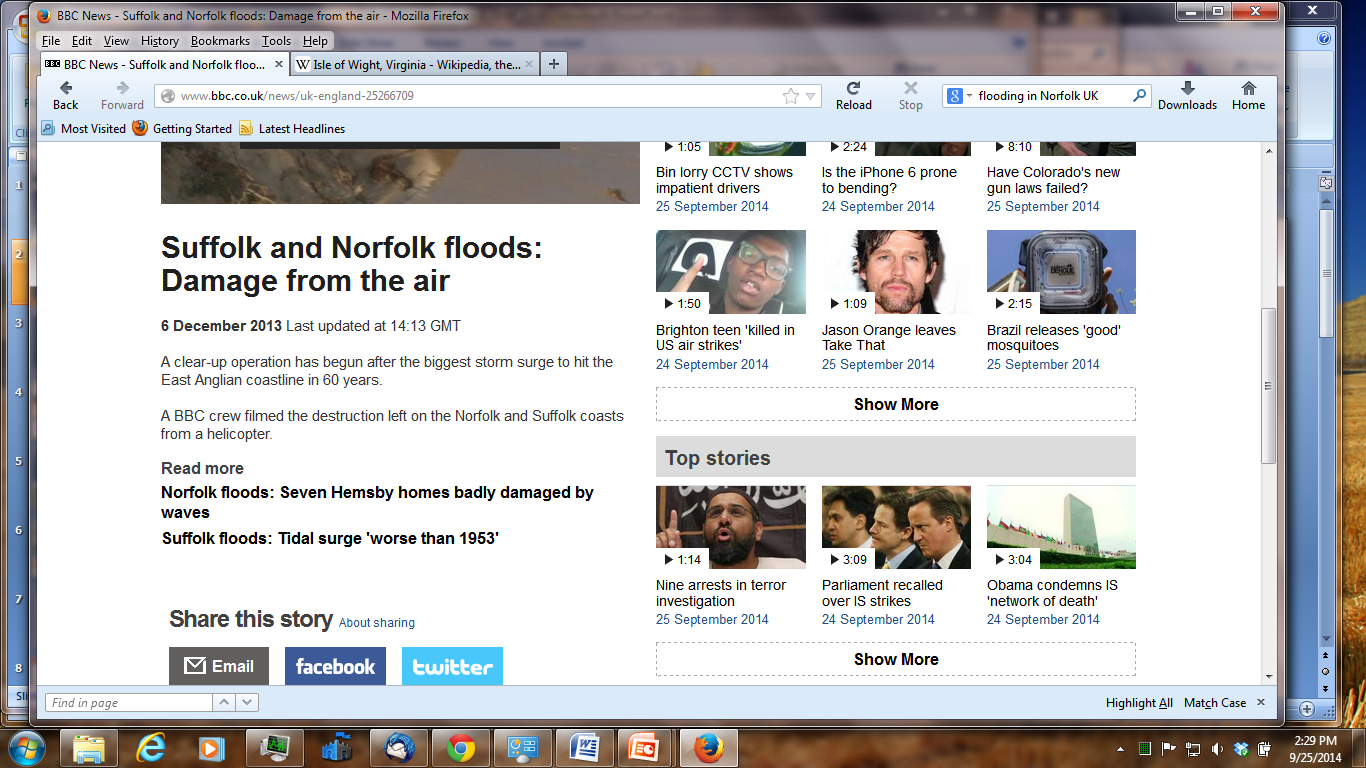 BBC News - Suffolk and Norfolk floods: Damage from the air - Mozilla Firefox
File Edit View History Bookmarks Tools Help
BBC News - Suffolk and Norfolk floo...
W Isle of Wight, Virginia - Wikipedia, the...
Back
Forward
www.bbc.co.uk/news/uk-england-25266709
Reload
Stop
flooding in Norfolk UK
Downloads
Home
Most Visited Getting Started Latest Headlines
Suffolk and Norfolk floods:
Damage from the air
6 December 2013 Last updated at 14:13 GMT
A clear-up operation has begun after the biggest storm surge to hit the
East Anglian coastline in 60 years.
A BBC crew filmed the destruction left on the Norfolk and Suffolk coasts
from a helicopter.
Read more
Norfolk floods: Seven Hemsby homes badly damaged by
waves
Suffolk floods: Tidal surge 'worse than 1953'
Share this story About sharing
Email
facebook
twitter
1:05
Bin lorry CCTV shows
impatient drivers
25 September 2014
2:24
Is the iPhone 6 prone
to bending?
24 September 2014
8:10
Have Colorado's new
gun laws failed?
25 September 2014
1:50
Brighton teen 'killed in
US air strikes'
24 September 2014
1:09
Jason Orange leaves
Take That
25 September 2014
2:15
Brazil releases 'good'
mosquitoes
25 September 2014
Show More
Top stories
1:14
Nine arrests in terror
investigation
25 September 2014
3:09
Parliament recalled
over IS strikes
24 September 2014
3:04
Obama condemns IS
'network of death'
24 September 2014
Show More
Find in page
Highlight All Match Case
1
2
3
4
5
6
7
8
2:29 PM
9/25/2014